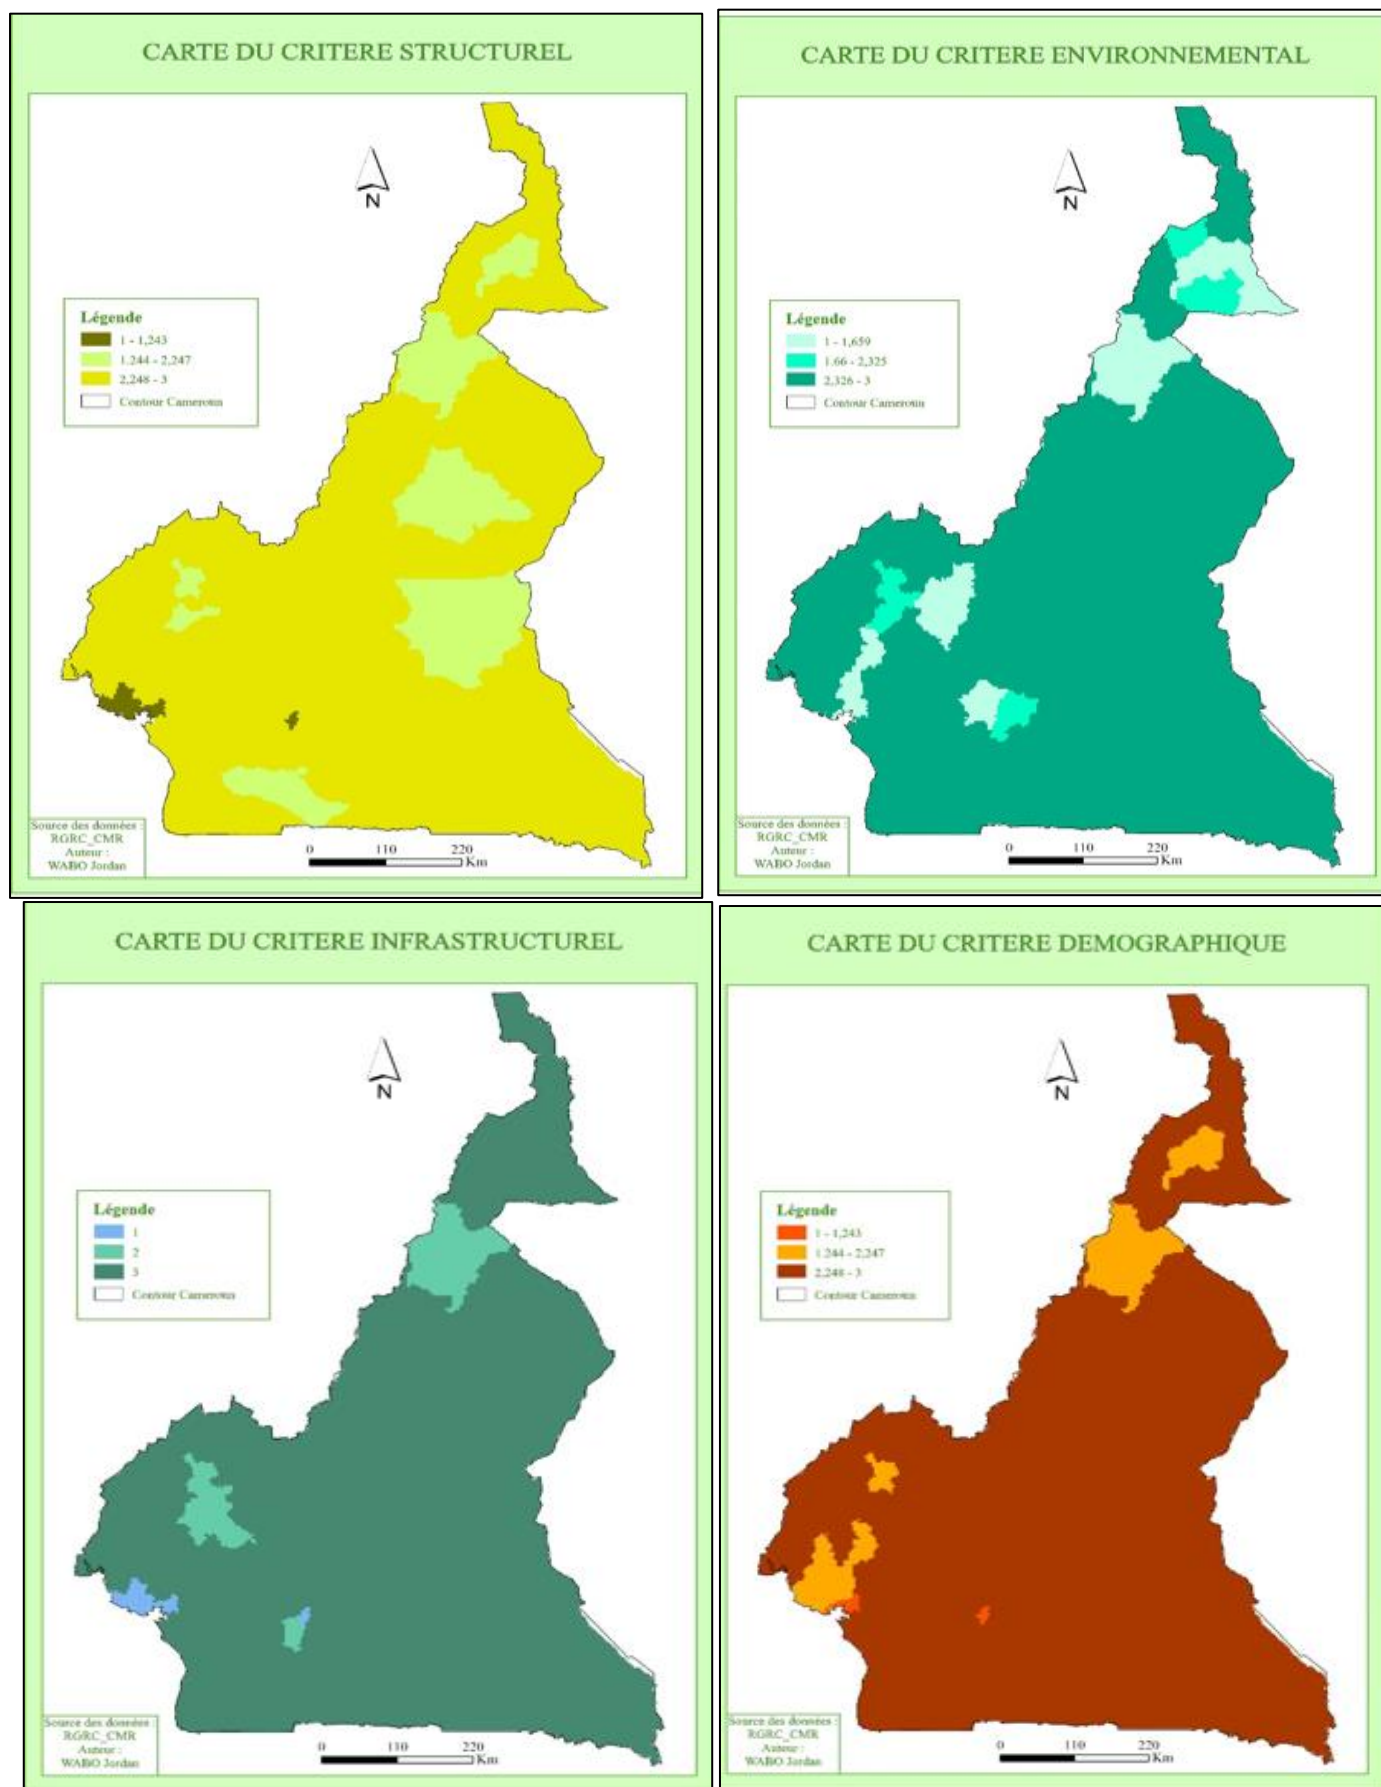 CARTE DU CRITERE STRUCTUREL
N
Légende
1 - 1,243
1.244 - 2,247
2,248 - 3
Contour Cameroun
Source des données :
RGRC_CMR
Auteur :
WABO Jordan
0 110 220
Km
CARTE DU CRITERE ENVIRONNEMENTAL
N
Légende
1 - 1,659
1.66 - 2,325
2,326 - 3
Contour Cameroun
Source des données :
RGRC_CMR
Auteur :
WABO Jordan
0 110 220
Km
CARTE DU CRITERE INFRASTRUCTUREL
N
Légende
1
2
3
Contour Cameroun
Source des données :
RGRC_CMR
Auteur :
WABO Jordan
0 110 220
Km
CARTE DU CRITERE DEMOGRAPHIQUE
N
Légende
1 - 1,243
1.244 - 2,247
2,248 - 3
Contour Cameroun
Source des données :
RGRC_CMR
Auteur :
WABO Jordan
0 110 220
Km